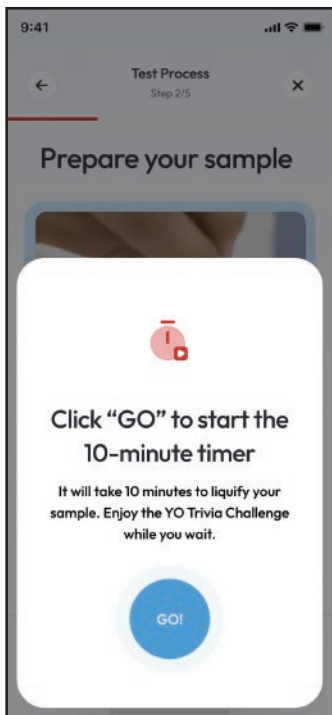 9:41
Test Process
Step 2/5
Prepare your sample
Click “GO” to start the
10-minute timer
It will take 10 minutes to liquify your
sample. Enjoy the YO Trivia Challenge
while you wait.
GO!